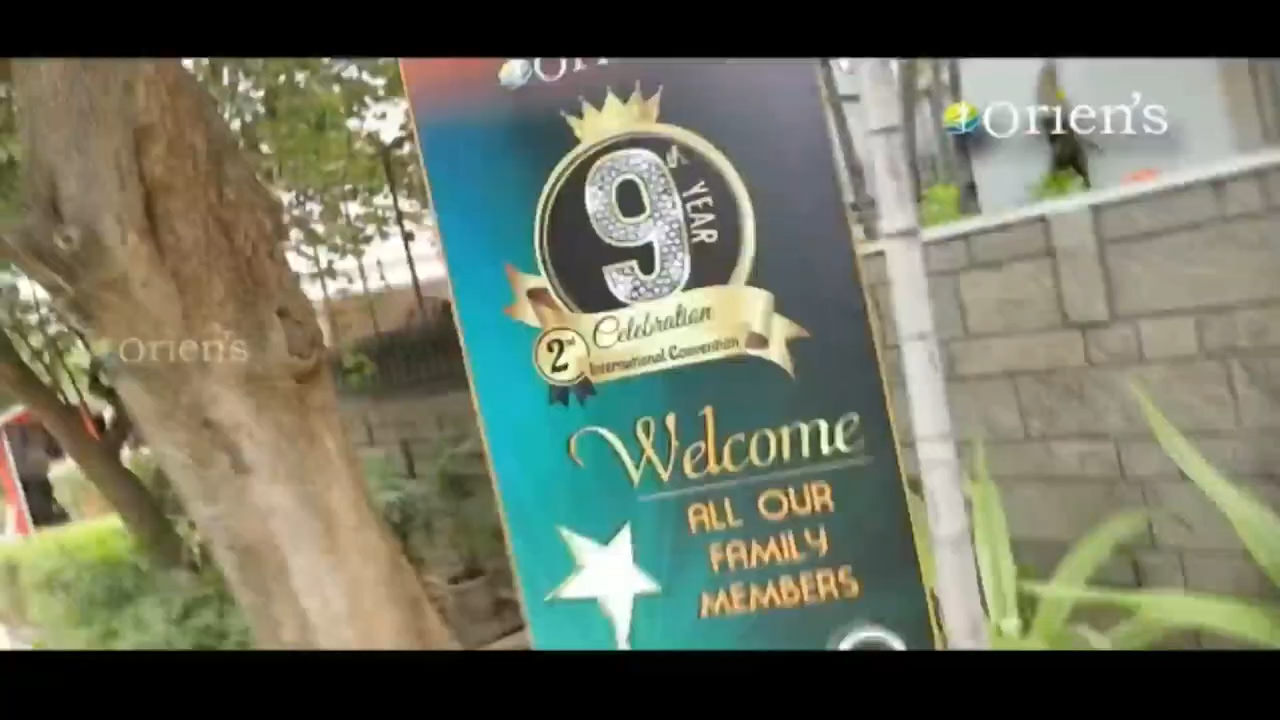 Orien's
9th YEAR
Celebration
2nd International Convention
Welcome
ALL OUR
FAMILY
MEMBERS
Orien's